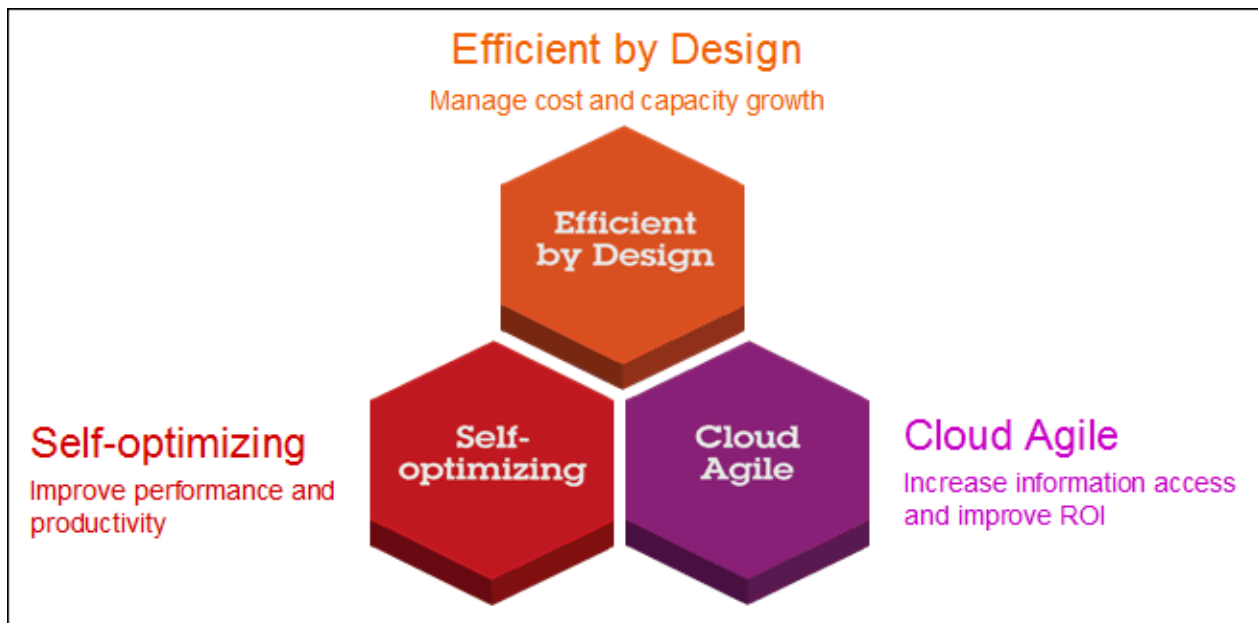 Efficient by Design
Manage cost and capacity growth
Efficient
by Design
Self-optimizing
Improve performance and
productivity
Self-
optimizing
Cloud
Agile
Cloud Agile
Increase information access
and improve ROI